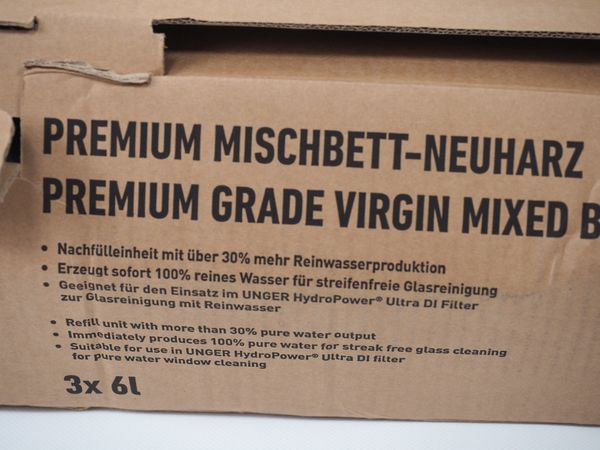 PREMIUM MISCHBETT-NEUHARZ
PREMIUM GRADE VIRGIN MIXED B
• Nachfülleinheit mit über 30% mehr Reinwasserproduktion
• Erzeugt sofort 100% reines Wasser für streifenfreie Glasreinigung
• Geeignet für den Einsatz im UNGER HydroPower® Ultra DI Filter
zur Glasreinigung mit Reinwasser
• Refill unit with more than 30% pure water output
• Immediately produces 100% pure water for streak free glass cleaning
• Suitable for use in UNGER HydroPower® Ultra DI filter
for pure water window cleaning
3x 6l